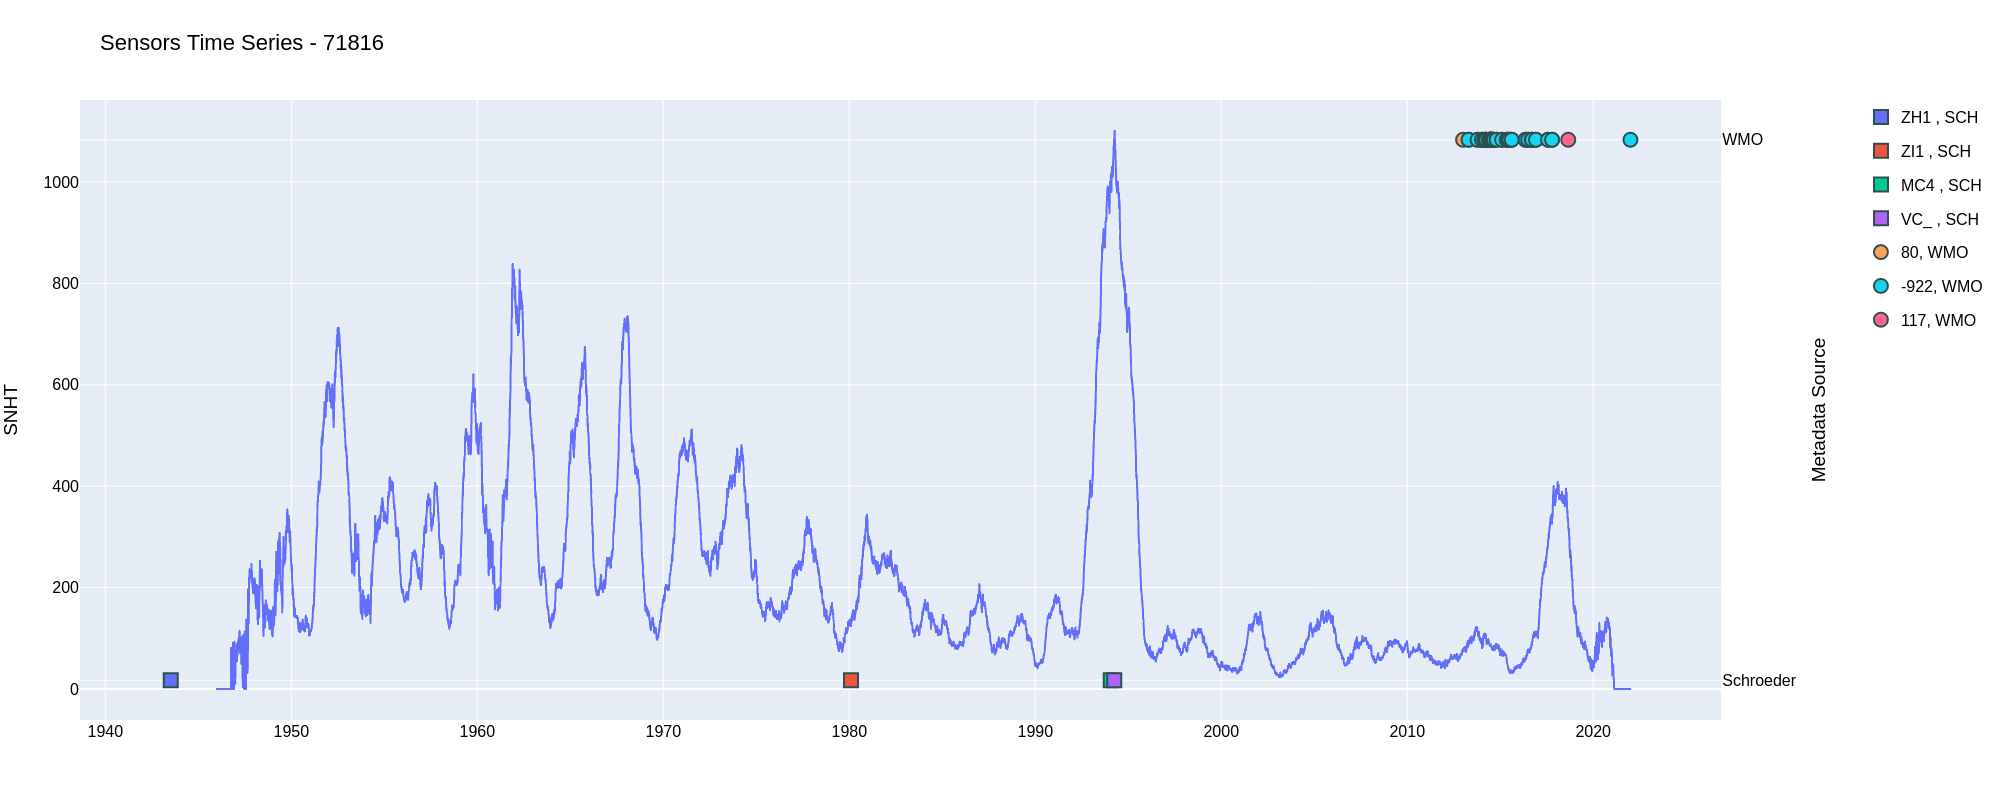 Sensors Time Series - 71816
SNHT
1000
800
600
400
200
0
1940
1950
1960
1970
1980
1990
2000
2010
2020
WMO
Schroeder
Metadata Source
ZH1 , SCH
ZI1 , SCH
MC4 , SCH
VC_ , SCH
80, WMO
-922, WMO
117, WMO